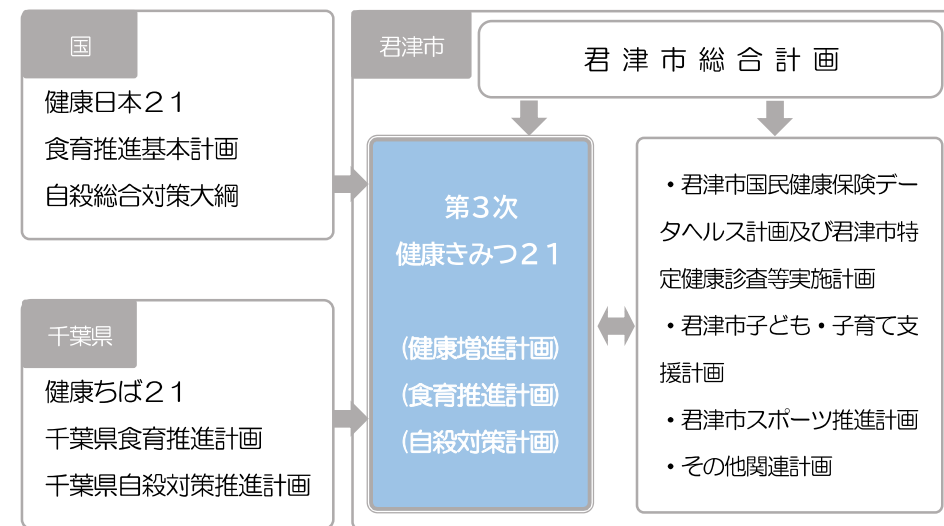 国
健康日本２１
食育推進基本計画
自殺総合対策大綱
千葉県
健康ちば２１
千葉県食育推進計画
千葉県自殺対策推進計画
君津市
君津市総合計画
第３次
健康きみつ２１
(健康増進計画)
(食育推進計画)
(自殺対策計画)
・君津市国民健康保険デー
タヘルス計画及び君津市特
定健康診査等実施計画
・君津市子ども・子育て支
援計画
・君津市スポーツ推進計画
・その他関連計画